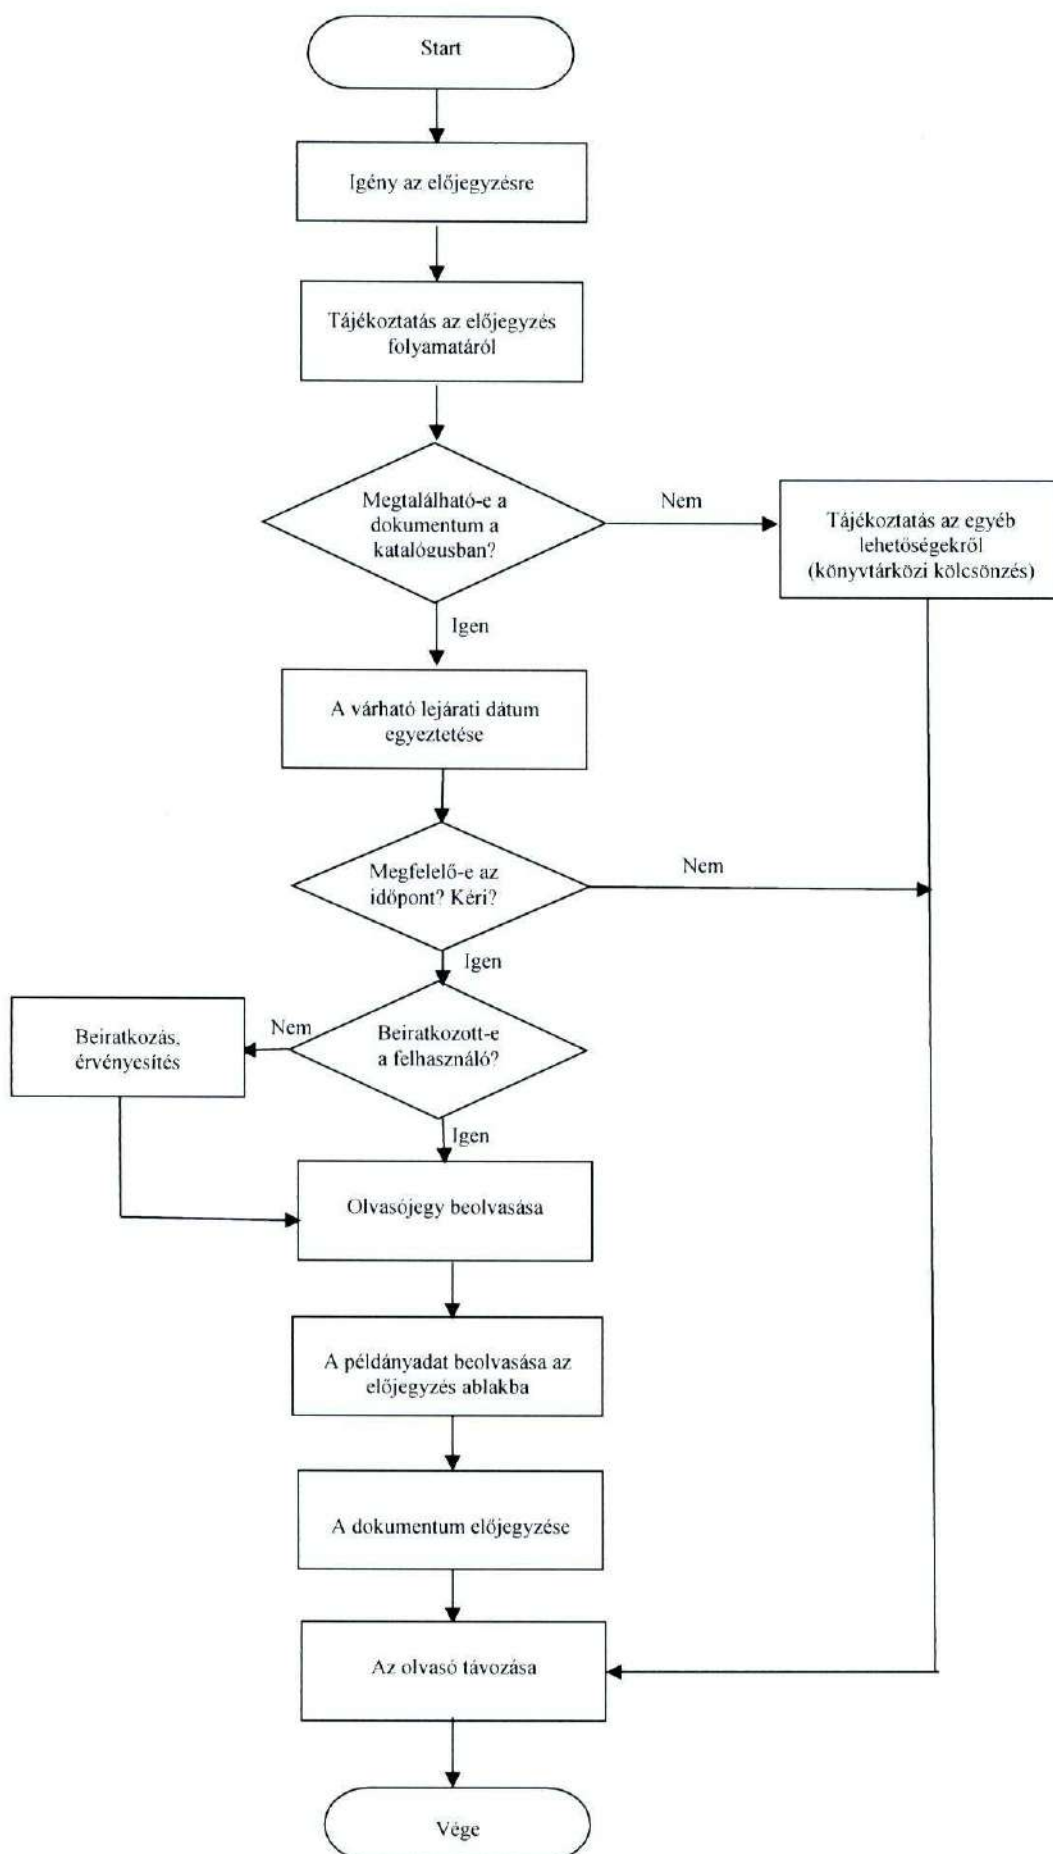 Start
Igény az előjegyzésre
Tájékoztatás az előjegyzés
folyamatáról
Megtalálható-e a
dokumentum a
katalógusban?
Nem
Tájékoztatás az egyéb
lehetőségekről
(könyvtárközi kölcsönzés)
Igen
A várható lejárati dátum
egyeztetése
Megfelelő-e az
időpont? Kéri?
Nem
Igen
Beiratkozott-e
a felhasználó?
Nem
Beiratkozás,
érvényesítés
Igen
Olvasójegy beolvasása
A példányadat beolvasása az
előjegyzés ablakba
A dokumentum előjegyzése
Az olvasó távozása
Vége